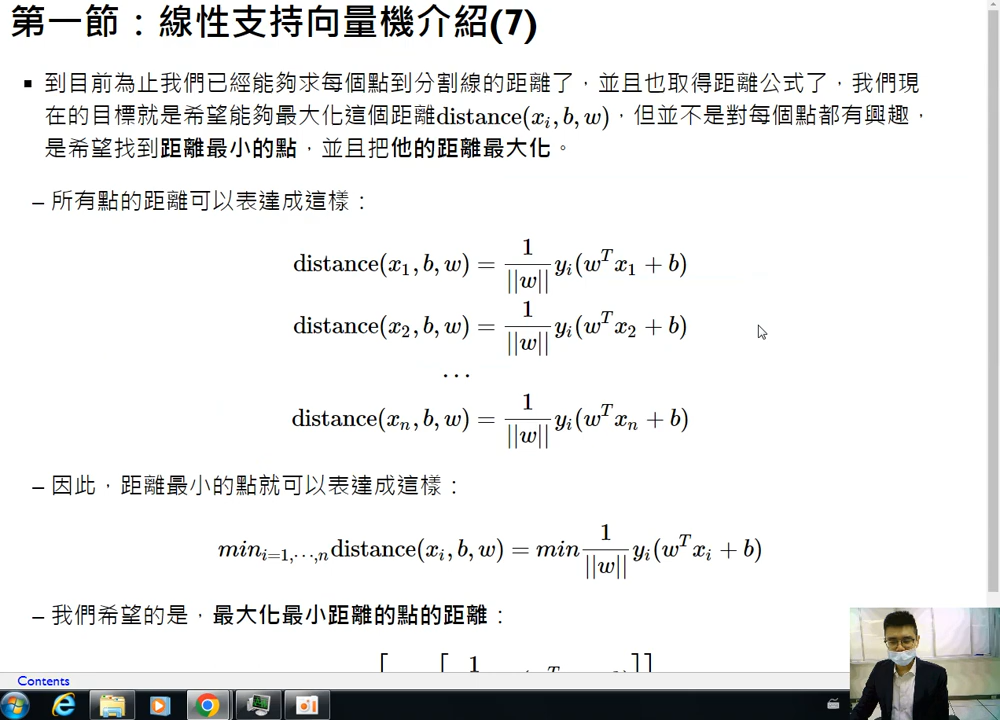 第一節：線性支持向量機介紹(7)
▪ 到目前為止我們已經能夠求每個點到分割線的距離了，並且也取得距離公式了，我們現
在的目標就是希望能夠最大化這個距離distance(x_i, b, w)，但並不是對每個點都有興趣，
是希望找到距離最小的點，並且把他的距離最大化。
– 所有點的距離可以表達成這樣：
distance(x_1, b, w) = \frac{1}{||w||} y_i(w^T x_1 + b)
distance(x_2, b, w) = \frac{1}{||w||} y_i(w^T x_2 + b)
...
distance(x_n, b, w) = \frac{1}{||w||} y_i(w^T x_n + b)
– 因此，距離最小的點就可以表達成這樣：
min_{i=1,⋯,n} distance(x_i, b, w) = min \frac{1}{||w||} y_i(w^T x_i + b)
– 我們希望的是，最大化最小距離的點的距離：
Contents